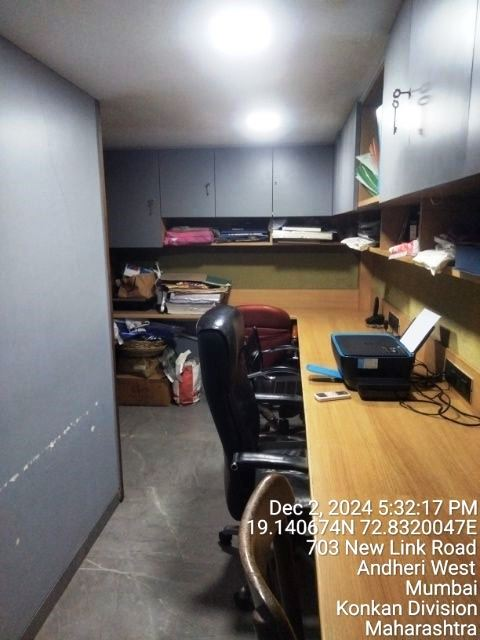 Dec 2, 2024 5:32:17 PM
19.140674N 72.8320047E
703 New Link Road
Andheri West
Mumbai
Konkan Division
Maharashtra